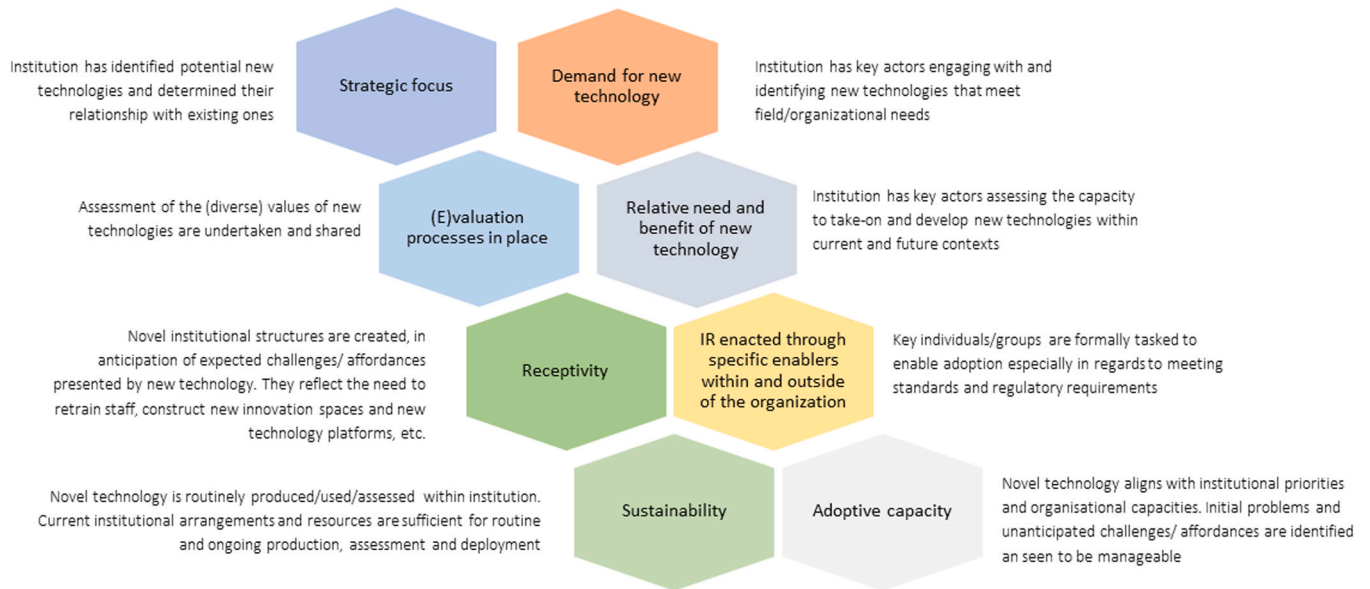 Institution has identified potential new
technologies and determined their
relationship with existing ones
Strategic focus
Demand for new
technology
Institution has key actors engaging with and
identifying new technologies that meet
field/organizational needs
Assessment of the (diverse) values of new
technologies are undertaken and shared
(E)valuation
processes in place
Relative need and
benefit of new
technology
Institution has key actors assessing the capacity
to take-on and develop new technologies within
current and future contexts
Novel institutional structures are created, in
anticipation of expected challenges/ affordances
presented by new technology. They reflect the need to
retrain staff, construct new innovation spaces and new
technology platforms, etc.
Receptivity
IR enacted through
specific enablers
within and outside
of the organization
Key individuals/groups are formally tasked to
enable adoption especially in regards to meeting
standards and regulatory requirements
Novel technology is routinely produced/used/assessed within institution.
Current institutional arrangements and resources are sufficient for routine
and ongoing production, assessment and deployment
Sustainability
Adoptive capacity
Novel technology aligns with institutional priorities
and organisational capacities. Initial problems and
unanticipated challenges/ affordances are identified
an seen to be manageable